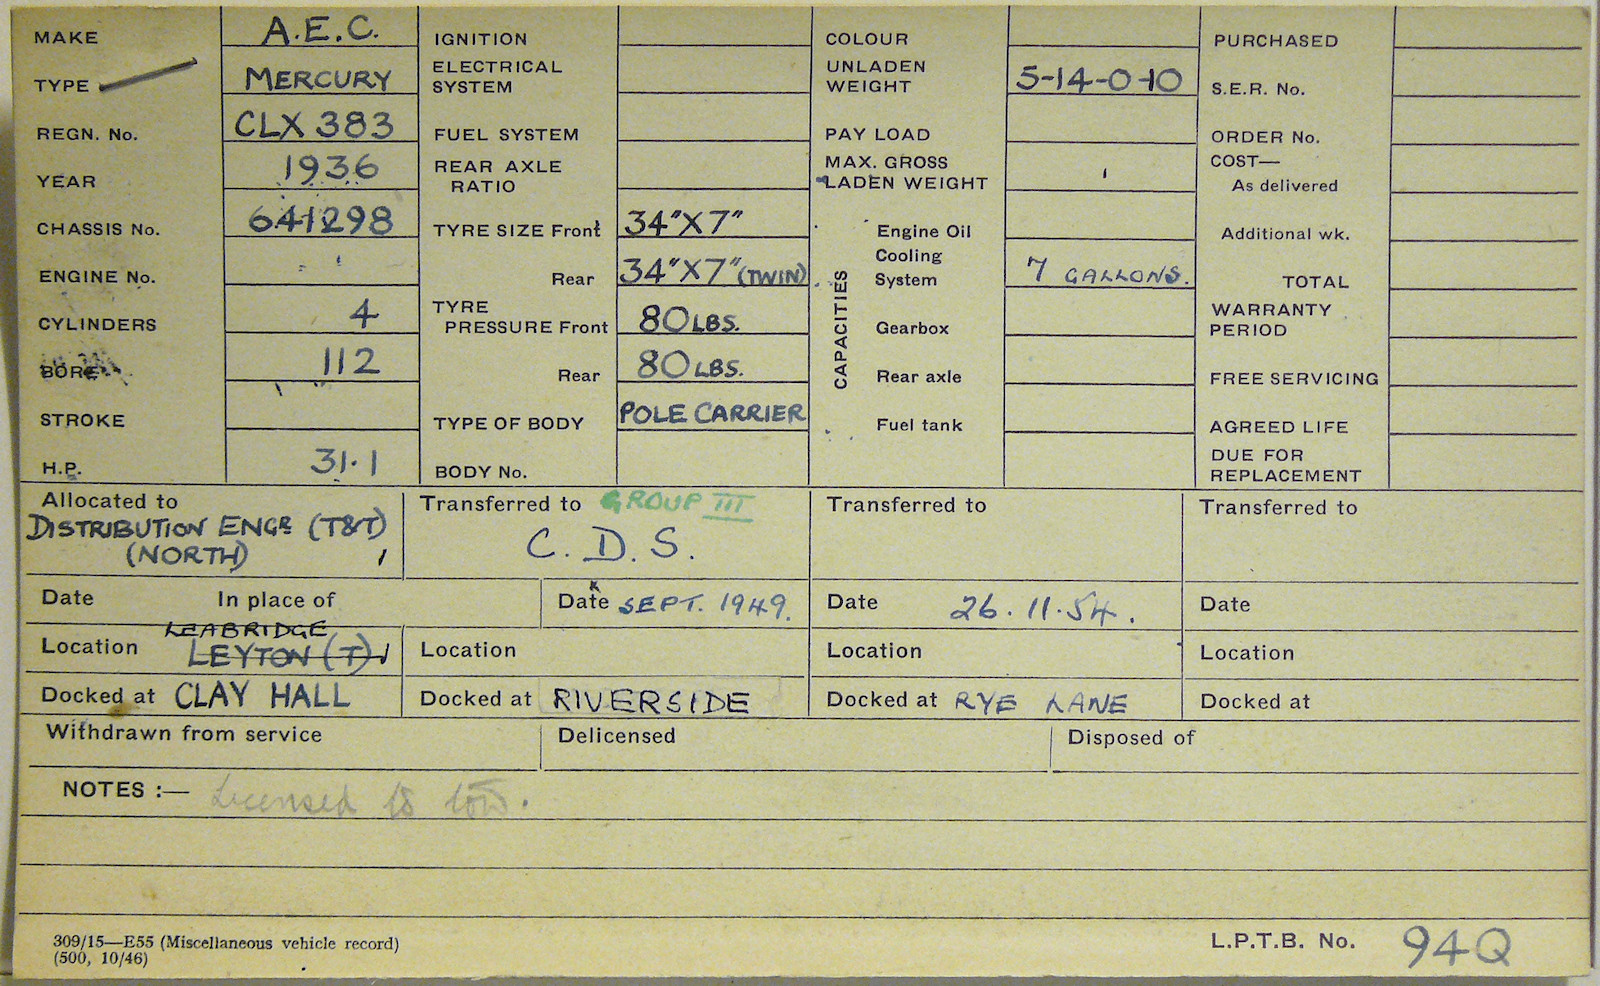 MAKE A.E.C.
TYPE MERCURY
REGN. No. CLX 383
YEAR 1936
CHASSIS No. 641298
ENGINE No.
CYLINDERS 4
BORE 112
STROKE
H.P. 31.1
IGNITION
ELECTRICAL
SYSTEM
FUEL SYSTEM
REAR AXLE
RATIO
TYRE SIZE Front 34"X7"
Rear 34"X7" (TWIN)
TYRE
PRESSURE Front 80 LBS.
Rear 80 LBS.
TYPE OF BODY POLE CARRIER
BODY No.
COLOUR
UNLADEN
WEIGHT 5-14-0-10
PAY LOAD
MAX. GROSS
LADEN WEIGHT
CAPACITIES
Engine Oil
Cooling
System 7 GALLONS.
Gearbox
Rear axle
Fuel tank
PURCHASED
S.E.R. No.
ORDER No.
COST—
As delivered
Additional wk.
TOTAL
WARRANTY
PERIOD
FREE SERVICING
AGREED LIFE
DUE FOR
REPLACEMENT
Allocated to
DISTRIBUTION ENGR (T&T)
(NORTH)
Transferred to GROUP III
C. D. S.
Transferred to
Transferred to
Date In place of
Date SEPT. 1949.
Date 26.11.54.
Date
LEABRIDGE
Location LEYTON (T)
Location
Location
Location
Docked at CLAY HALL
Docked at RIVERSIDE
Docked at RYE LANE
Docked at
Withdrawn from service
Delicensed
Disposed of
NOTES :— Licensed to tow.
309/15—E55 (Miscellaneous vehicle record)
(500, 10/46)
L.P.T.B. No. 94Q